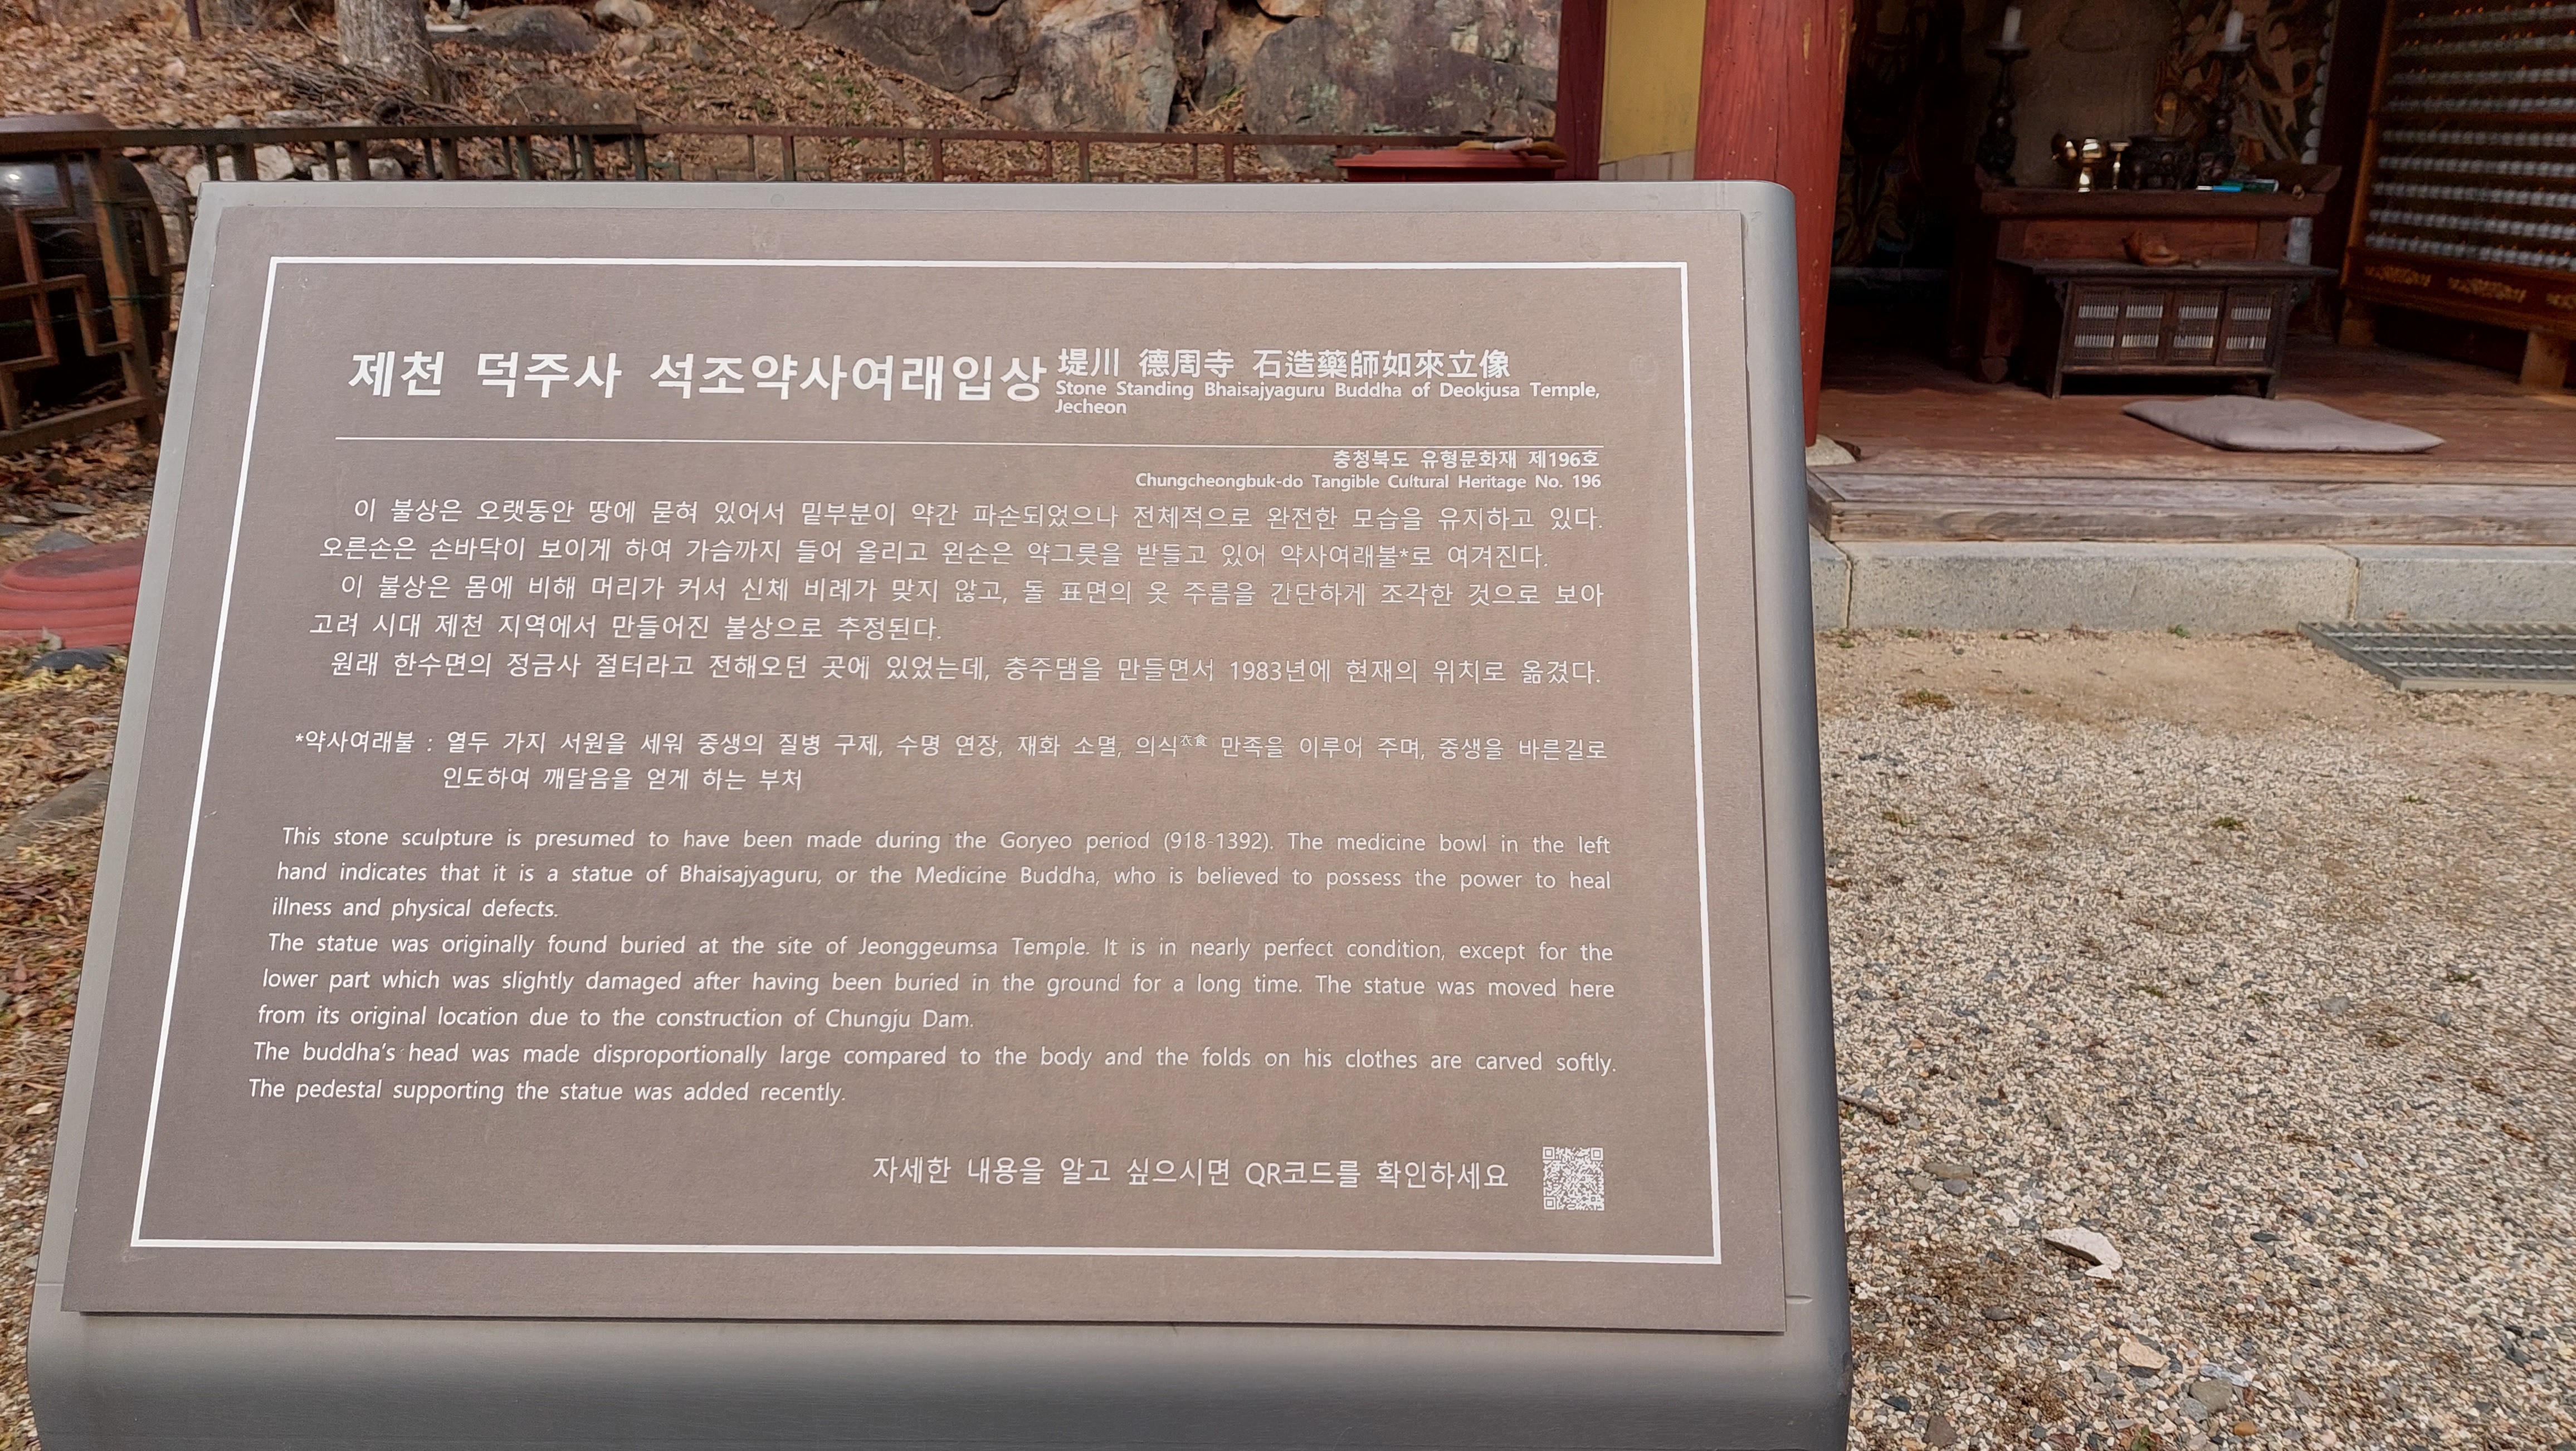 제천 덕주사 석조약사여래입상 堤川 德周寺 石造藥師如來立像
Stone Standing Bhaisajyaguru Buddha of Deokjusa Temple,
Jecheon
충청북도 유형문화재 제196호
Chungcheongbuk-do Tangible Cultural Heritage No. 196
이 불상은 오랫동안 땅에 묻혀 있어서 밑부분이 약간 파손되었으나 전체적으로 완전한 모습을 유지하고 있다.
오른손은 손바닥이 보이게 하여 가슴까지 들어 올리고 왼손은 약그릇을 받들고 있어 약사여래불*로 여겨진다.
이 불상은 몸에 비해 머리가 커서 신체 비례가 맞지 않고, 돌 표면의 옷 주름을 간단하게 조각한 것으로 보아
고려 시대 제천 지역에서 만들어진 불상으로 추정된다.
원래 한수면의 정금사 절터라고 전해오던 곳에 있었는데, 충주댐을 만들면서 1983년에 현재의 위치로 옮겼다.
*약사여래불 : 열두 가지 서원을 세워 중생의 질병 구제, 수명 연장, 재화 소멸, 의식衣食 만족을 이루어 주며, 중생을 바른길로
인도하여 깨달음을 얻게 하는 부처
This stone sculpture is presumed to have been made during the Goryeo period (918-1392). The medicine bowl in the left
hand indicates that it is a statue of Bhaisajyaguru, or the Medicine Buddha, who is believed to possess the power to heal
illness and physical defects.
The statue was originally found buried at the site of Jeonggeumsa Temple. It is in nearly perfect condition, except for the
lower part which was slightly damaged after having been buried in the ground for a long time. The statue was moved here
from its original location due to the construction of Chungju Dam.
The buddha's head was made disproportionally large compared to the body and the folds on his clothes are carved softly.
The pedestal supporting the statue was added recently.
자세한 내용을 알고 싶으시면 QR코드를 확인하세요